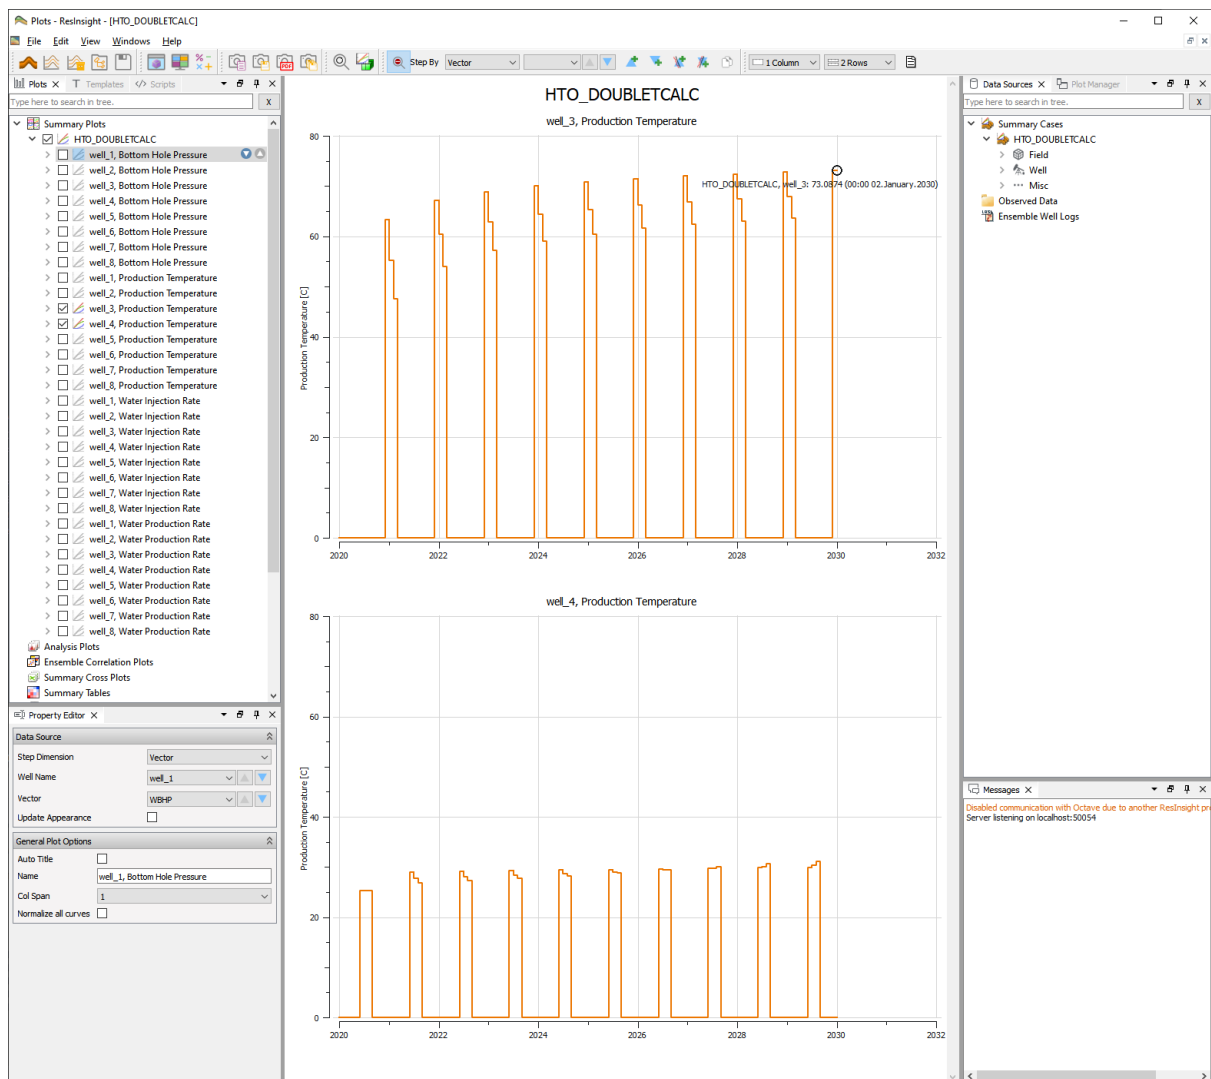 Plots - ResInsight - [HTO_DOUBLETCALC]
File Edit View Windows Help
Step By Vector 1 Column 2 Rows
Plots Templates Scripts
Type here to search in tree. X
Summary Plots
HTO_DOUBLETCALC
well_1, Bottom Hole Pressure
well_2, Bottom Hole Pressure
well_3, Bottom Hole Pressure
well_4, Bottom Hole Pressure
well_5, Bottom Hole Pressure
well_6, Bottom Hole Pressure
well_7, Bottom Hole Pressure
well_8, Bottom Hole Pressure
well_1, Production Temperature
well_2, Production Temperature
well_3, Production Temperature
well_4, Production Temperature
well_5, Production Temperature
well_6, Production Temperature
well_7, Production Temperature
well_8, Production Temperature
well_1, Water Injection Rate
well_2, Water Injection Rate
well_3, Water Injection Rate
well_4, Water Injection Rate
well_5, Water Injection Rate
well_6, Water Injection Rate
well_7, Water Injection Rate
well_8, Water Injection Rate
well_1, Water Production Rate
well_2, Water Production Rate
well_3, Water Production Rate
well_4, Water Production Rate
well_5, Water Production Rate
well_6, Water Production Rate
well_7, Water Production Rate
well_8, Water Production Rate
Analysis Plots
Ensemble Correlation Plots
Summary Cross Plots
Summary Tables
Property Editor
Data Source
Step Dimension Vector
Well Name well_1
Vector WBHP
Update Appearance
General Plot Options
Auto Title
Name well_1, Bottom Hole Pressure
Col Span 1
Normalize all curves
HTO_DOUBLETCALC
well_3, Production Temperature
Production Temperature [C]
80
60
40
20
0
HTO_DOUBLETCALC, well_3: 73.0874 (00:00 02.January.2030)
2020 2022 2024 2026 2028 2030 2032
well_4, Production Temperature
Production Temperature [C]
80
60
40
20
0
2020 2022 2024 2026 2028 2030 2032
Data Sources Plot Manager
Type here to search in tree. X
Summary Cases
HTO_DOUBLETCALC
Field
Well
Misc
Observed Data
Ensemble Well Logs
Messages
Disabled communication with Octave due to another ResInsight pr
Server listening on localhost:50054